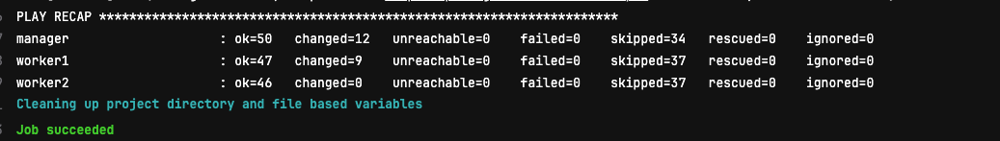 PLAY RECAP *********************************************************************
manager : ok=50 changed=12 unreachable=0 failed=0 skipped=34 rescued=0 ignored=0
worker1 : ok=47 changed=9 unreachable=0 failed=0 skipped=37 rescued=0 ignored=0
worker2 : ok=46 changed=0 unreachable=0 failed=0 skipped=37 rescued=0 ignored=0
Cleaning up project directory and file based variables
Job succeeded